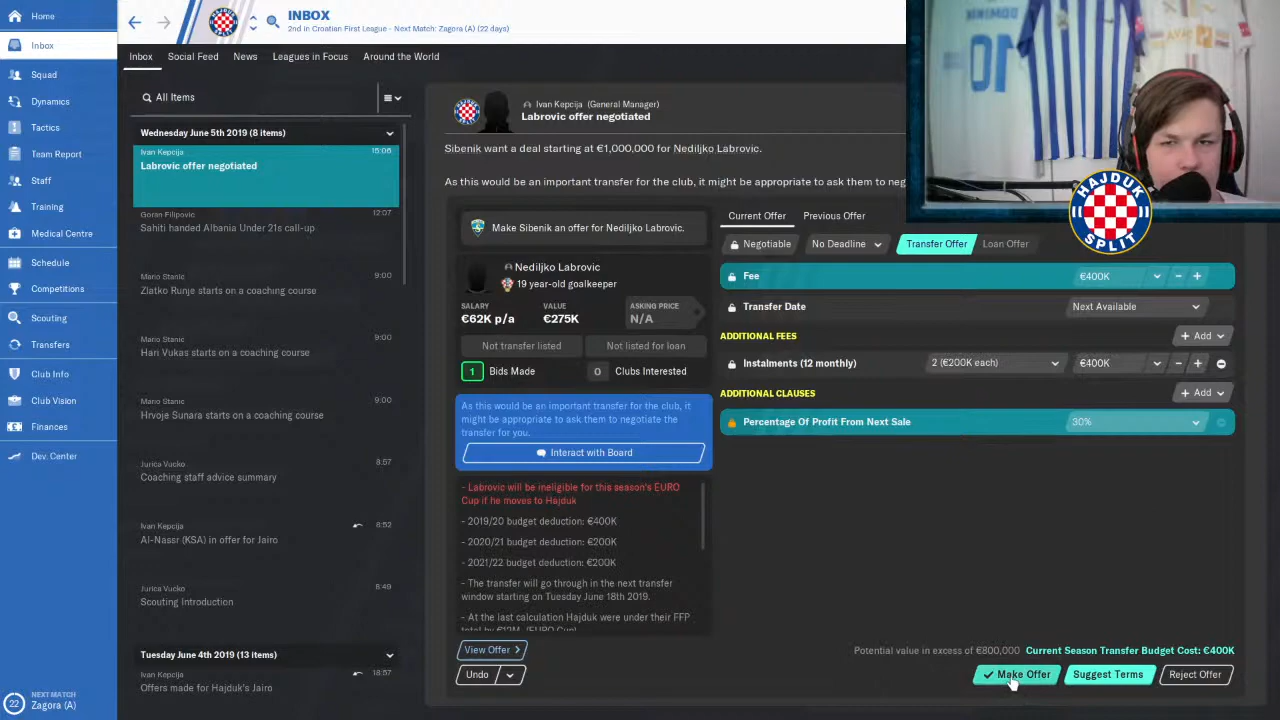 Home
Inbox
Squad
Dynamics
Tactics
Team Report
Staff
Training
Medical Centre
Schedule
Competitions
Scouting
Transfers
Club Info
Club Vision
Finances
Dev. Center
22
NEXT MATCH
Zagora (A)
INBOX
2nd in Croatian First League - Next Match: Zagora (A) (22 days)
Inbox
Social Feed
News
Leagues in Focus
Around the World
All Items
Wednesday June 5th 2019 (8 items)
Ivan Kepcija 15:06
Labrovic offer negotiated
Goran Filipovic 12:07
Sahiti handed Albania Under 21s call-up
Mario Stanic 9:00
Zlatko Runje starts on a coaching course
Mario Stanic 9:00
Hari Vukas starts on a coaching course
Mario Stanic 9:00
Hrvoje Sunara starts on a coaching course
Jurica Vucko 8:57
Coaching staff advice summary
Ivan Kepcija 8:52
Al-Nassr (KSA) in offer for Jairo
Jurica Vucko 8:49
Scouting Introduction
Tuesday June 4th 2019 (13 items)
Mario Stanic 18:57
Offers made for Hajduk's Jairo
Ivan Kepcija (General Manager)
Labrovic offer negotiated
Sibenik want a deal starting at €1,000,000 for Nediljko Labrovic.
As this would be an important transfer for the club, it might be appropriate to ask them to neg
Make Sibenik an offer for Nediljko Labrovic.
Nediljko Labrovic
19 year-old goalkeeper
SALARY
€62K p/a
VALUE
€275K
ASKING PRICE
N/A
Not transfer listed
Not listed for loan
1 Bids Made
0 Clubs Interested
As this would be an important transfer for the club, it
might be appropriate to ask them to negotiate the
transfer for you.
Interact with Board
- Labrovic will be ineligible for this season's EURO
Cup if he moves to Hajduk
- 2019/20 budget deduction: €400K
- 2020/21 budget deduction: €200K
- 2021/22 budget deduction: €200K
- The transfer will go through in the next transfer
window starting on Tuesday June 18th 2019.
- At the last calculation Hajduk were under their FFP
total by €12M. (EURO Cup)
View Offer
Undo
Current Offer
Previous Offer
Negotiable
No Deadline
Transfer Offer
Loan Offer
Fee €400K
Transfer Date Next Available
ADDITIONAL FEES + Add
Instalments (12 monthly) 2 (€200K each) €400K
ADDITIONAL CLAUSES + Add
Percentage Of Profit From Next Sale 30%
Potential value in excess of €800,000 Current Season Transfer Budget Cost: €400K
Make Offer
Suggest Terms
Reject Offer
10
HAJDUK
SPLIT